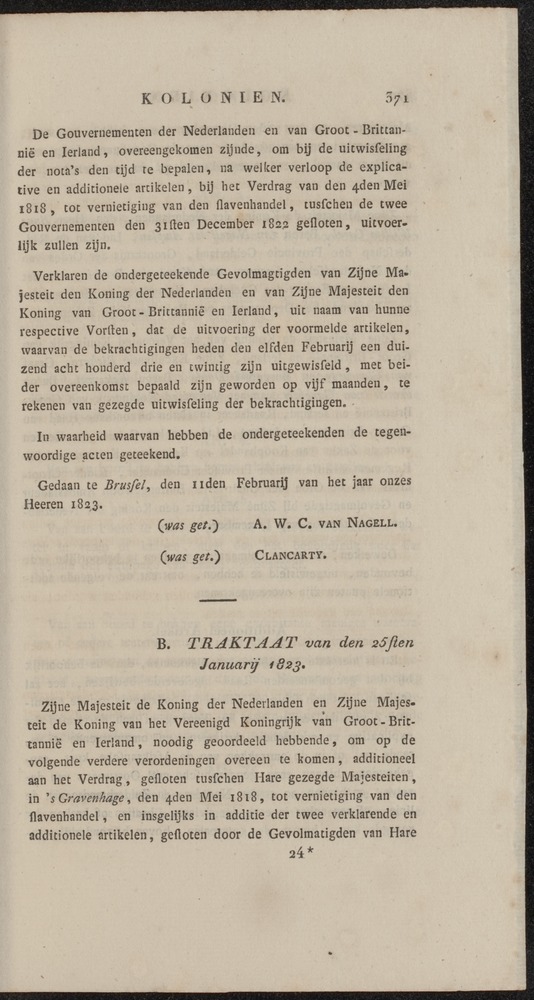 KOLONIEN. 371
De Gouvernementen der Nederlanden en van Groot-Brittan-
nië en Ierland, overeengekomen zijnde, om bij de uitwisſeling
der nota's den tijd te bepalen, na welker verloop de explica-
tive en additionele artikelen, bij het Verdrag van den 4den Mei
1818, tot vernietiging van den ſlavenhandel, tusſchen de twee
Gouvernementen den 31ſten December 1822 geſloten, uitvoer-
lijk zullen zijn.
Verklaren de ondergeteekende Gevolmagtigden van Zijne Ma-
jesteit den Koning der Nederlanden en van Zijne Majesteit den
Koning van Groot-Brittannië en Ierland, uit naam van hunne
respective Vorſten, dat de uitvoering der voormelde artikelen,
waarvan de bekrachtigingen heden den elfden Februarij een dui-
zend acht honderd drie en twintig zijn uitgewisſeld, met bei-
der overeenkomst bepaald zijn geworden op vijf maanden, te
rekenen van gezegde uitwisſeling der bekrachtigingen.
In waarheid waarvan hebben de ondergeteekenden de tegen-
woordige acten geteekend.
Gedaan te Brusſel, den 11den Februarij van het jaar onzes
Heeren 1823.
(was get.) A. W. C. VAN NAGELL.
(was get.) CLANCARTY.
B. TRAKTAAT van den 25ſten
Januarij 1823.
Zijne Majesteit de Koning der Nederlanden en Zijne Majes-
teit de Koning van het Vereenigd Koningrijk van Groot-Brit-
tannië en Ierland, noodig geoordeeld hebbende, om op de
volgende verdere verordeningen overeen te komen, additioneel
aan het Verdrag, geſloten tusſchen Hare gezegde Majesteiten,
in 's Gravenhage, den 4den Mei 1818, tot vernietiging van den
ſlavenhandel, en insgelijks in additie der twee verklarende en
additionele artikelen, geſloten door de Gevolmatigden van Hare
24*